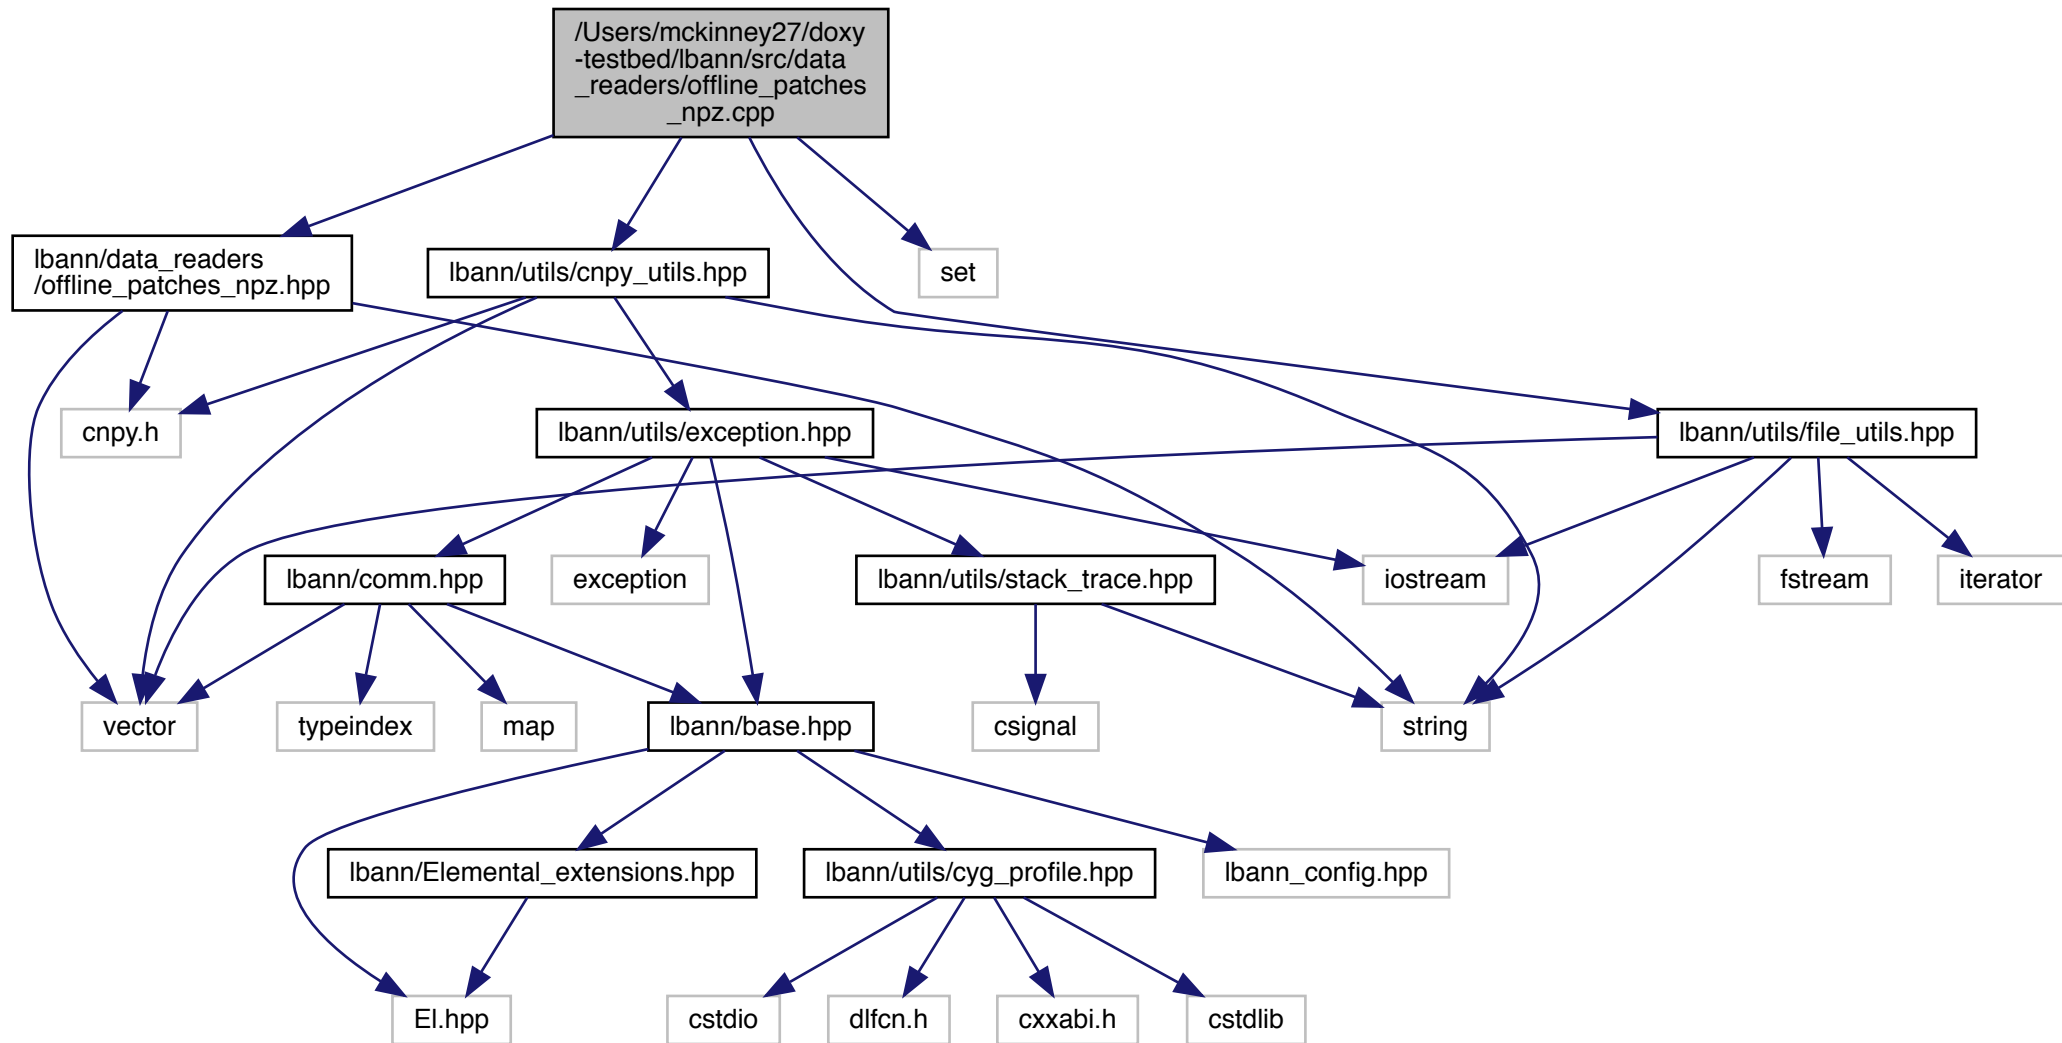 /Users/mckinney27/doxy
-testbed/lbann/src/data
_readers/offline_patches
_npz.cpp
lbann/data_readers
/offline_patches_npz.hpp
lbann/utils/cnpy_utils.hpp
set
cnpy.h
lbann/utils/exception.hpp
lbann/utils/file_utils.hpp
lbann/comm.hpp
exception
lbann/utils/stack_trace.hpp
iostream
fstream
iterator
vector
typeindex
map
lbann/base.hpp
csignal
string
lbann/Elemental_extensions.hpp
lbann/utils/cyg_profile.hpp
lbann_config.hpp
El.hpp
cstdio
dlfcn.h
cxxabi.h
cstdlib